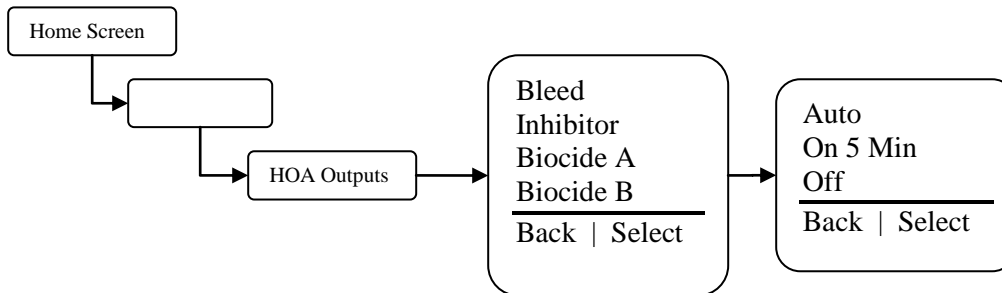 Home Screen
HOA Outputs
Bleed
Inhibitor
Biocide A
Biocide B
Back | Select
Auto
On 5 Min
Off
Back | Select